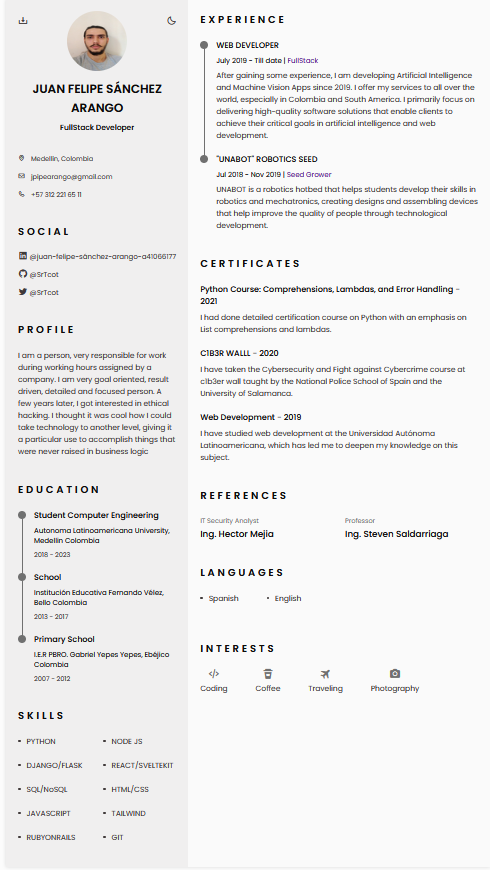 JUAN FELIPE SÁNCHEZ
ARANGO
FullStack Developer
Medellin, Colombia
jpipearango@gmail.com
+57 312 221 65 11
SOCIAL
@juan-felipe-sánchez-arango-a41066177
@SrTcot
@SrTcot
PROFILE
I am a person, very responsible for work
during working hours assigned by a
company. I am very goal oriented, result
driven, detailed and focused person. A
few years later, I got interested in ethical
hacking. I thought it was cool how I could
take technology to another level, giving it
a particular use to accomplish things that
were never raised in business logic
EDUCATION
Student Computer Engineering
Autonoma Latinoamericana University,
Medellin Colombia
2018 - 2023
School
Institución Educativa Fernando Vélez,
Bello Colombia
2013 - 2017
Primary School
I.E.R PBRO. Gabriel Yepes Yepes, Ebéjico
Colombia
2007 - 2012
SKILLS
PYTHON
NODE JS
DJANGO/FLASK
REACT/SVELTEKIT
SQL/NoSQL
HTML/CSS
JAVASCRIPT
TAILWIND
RUBYONRAILS
GIT
EXPERIENCE
WEB DEVELOPER
July 2019 - Till date | FullStack
After gaining some experience, I am developing Artificial Intelligence
and Machine Vision Apps since 2019. I offer my services to all over the
world, especially in Colombia and South America. I primarily focus on
delivering high-quality software solutions that enable clients to
achieve their critical goals in artificial intelligence and web
development.
"UNABOT" ROBOTICS SEED
Jul 2018 - Nov 2019 | Seed Grower
UNABOT is a robotics hotbed that helps students develop their skills in
robotics and mechatronics, creating designs and assembling devices
that help improve the quality of people through technological
development.
CERTIFICATES
Python Course: Comprehensions, Lambdas, and Error Handling -
2021
I had done detailed certification course on Python with an emphasis on
List comprehensions and lambdas.
C1B3R WALLL - 2020
I have taken the Cybersecurity and Fight against Cybercrime course at
c1b3er wall taught by the National Police School of Spain and the
University of Salamanca.
Web Development - 2019
I have studied web development at the Universidad Autónoma
Latinoamericana, which has led me to deepen my knowledge on this
subject.
REFERENCES
IT Security Analyst
Ing. Hector Mejia
Professor
Ing. Steven Saldarriaga
LANGUAGES
Spanish
English
INTERESTS
Coding
Coffee
Traveling
Photography